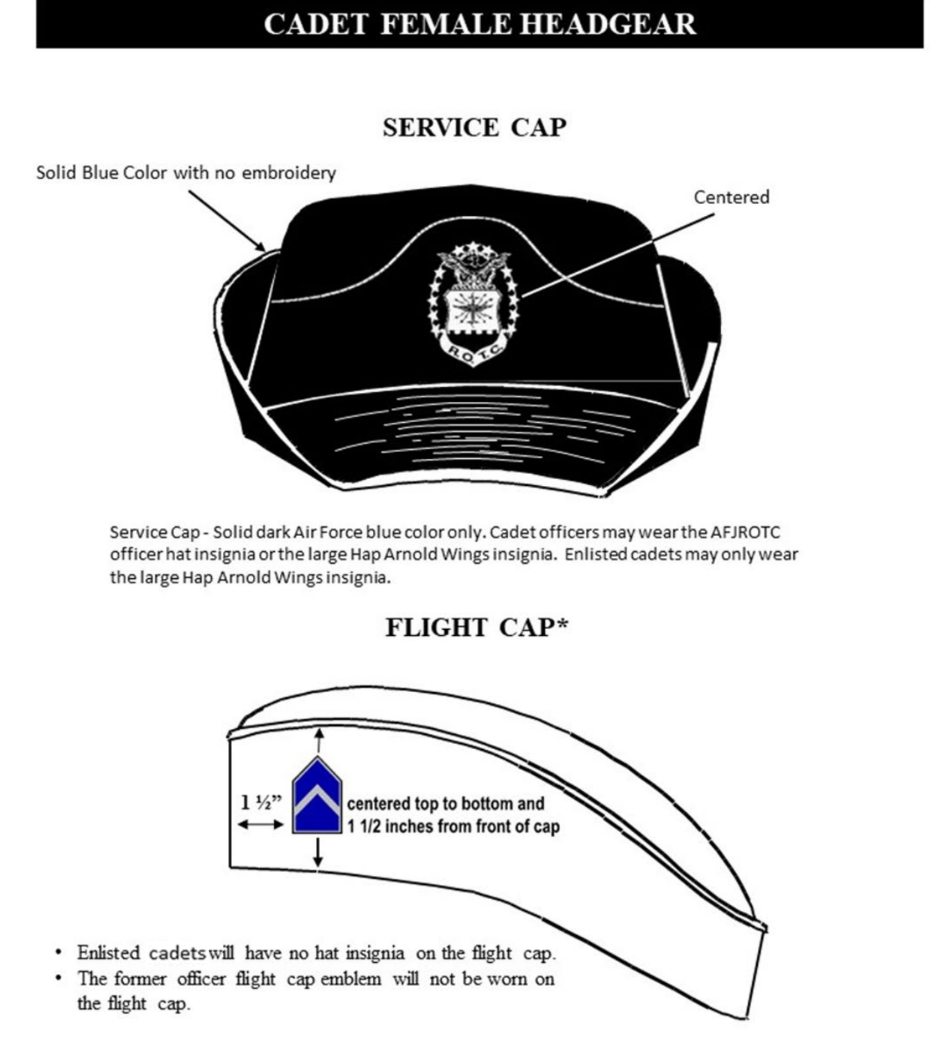 CADET FEMALE HEADGEAR
SERVICE CAP
Solid Blue Color with no embroidery
Centered
R.O.T.C.
Service Cap - Solid dark Air Force blue color only. Cadet officers may wear the AFJROTC
officer hat insignia or the large Hap Arnold Wings insignia. Enlisted cadets may only wear
the large Hap Arnold Wings insignia.
FLIGHT CAP*
1 ½”
centered top to bottom and
1 1/2 inches from front of cap
• Enlisted cadets will have no hat insignia on the flight cap.
• The former officer flight cap emblem will not be worn on
the flight cap.